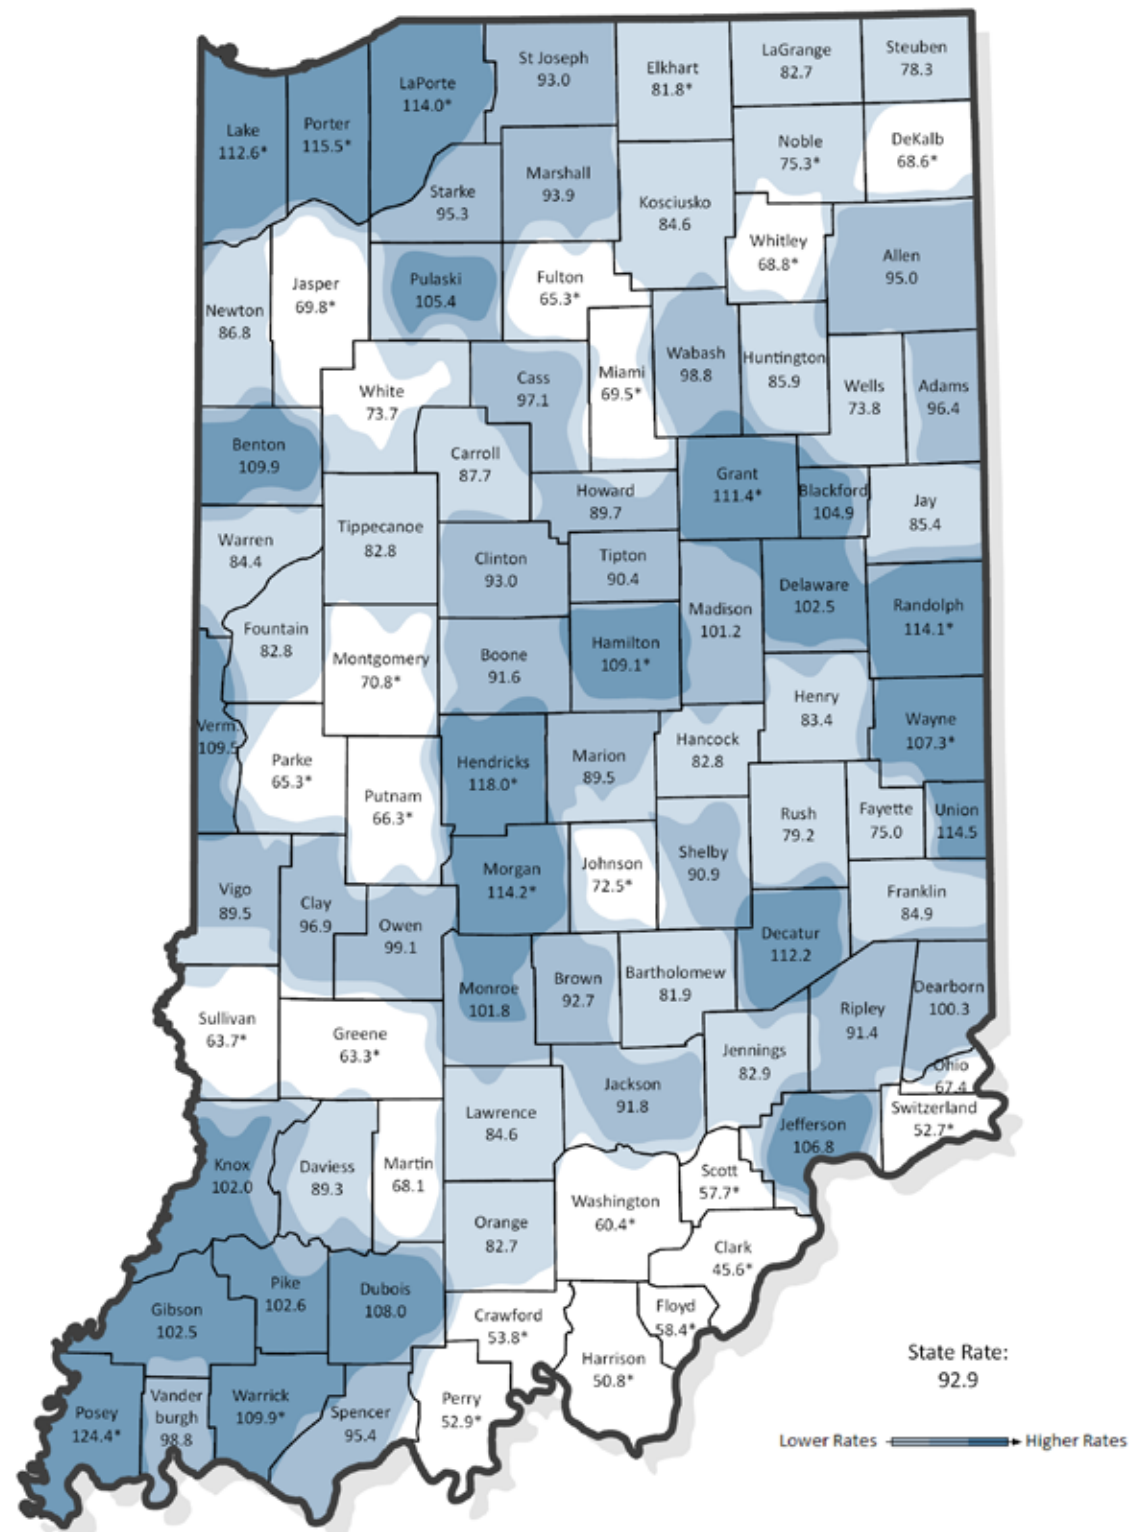 St Joseph
93.0
Elkhart
81.8*
LaGrange
82.7
Steuben
78.3
LaPorte
114.0*
Lake
112.6*
Porter
115.5*
Noble
75.3*
DeKalb
68.6*
Starke
95.3
Marshall
93.9
Kosciusko
84.6
Whitley
68.8*
Allen
95.0
Newton
86.8
Jasper
69.8*
Pulaski
105.4
Fulton
65.3*
Miami
69.5*
Wabash
98.8
Huntington
85.9
Wells
73.8
Adams
96.4
White
73.7
Cass
97.1
Benton
109.9
Carroll
87.7
Howard
89.7
Grant
111.4*
Blackford
104.9
Jay
85.4
Warren
84.4
Tippecanoe
82.8
Clinton
93.0
Tipton
90.4
Madison
101.2
Delaware
102.5
Randolph
114.1*
Fountain
82.8
Montgomery
70.8*
Boone
91.6
Hamilton
109.1*
Henry
83.4
Wayne
107.3*
Verm.
109.5
Parke
65.3*
Putnam
66.3*
Hendricks
118.0*
Marion
89.5
Hancock
82.8
Rush
79.2
Fayette
75.0
Union
114.5
Vigo
89.5
Clay
96.9
Owen
99.1
Morgan
114.2*
Johnson
72.5*
Shelby
90.9
Franklin
84.9
Decatur
112.2
Monroe
101.8
Brown
92.7
Bartholomew
81.9
Ripley
91.4
Dearborn
100.3
Sullivan
63.7*
Greene
63.3*
Jackson
91.8
Jennings
82.9
Ohio
67.4
Switzerland
52.7*
Lawrence
84.6
Jefferson
106.8
Knox
102.0
Daviess
89.3
Martin
68.1
Scott
57.7*
Washington
60.4*
Orange
82.7
Clark
45.6*
Pike
102.6
Dubois
108.0
Gibson
102.5
Crawford
53.8*
Floyd
58.4*
Harrison
50.8*
Posey
124.4*
Vander
burgh
98.8
Warrick
109.9*
Spencer
95.4
Perry
52.9*
State Rate:
92.9
Lower Rates
Higher Rates